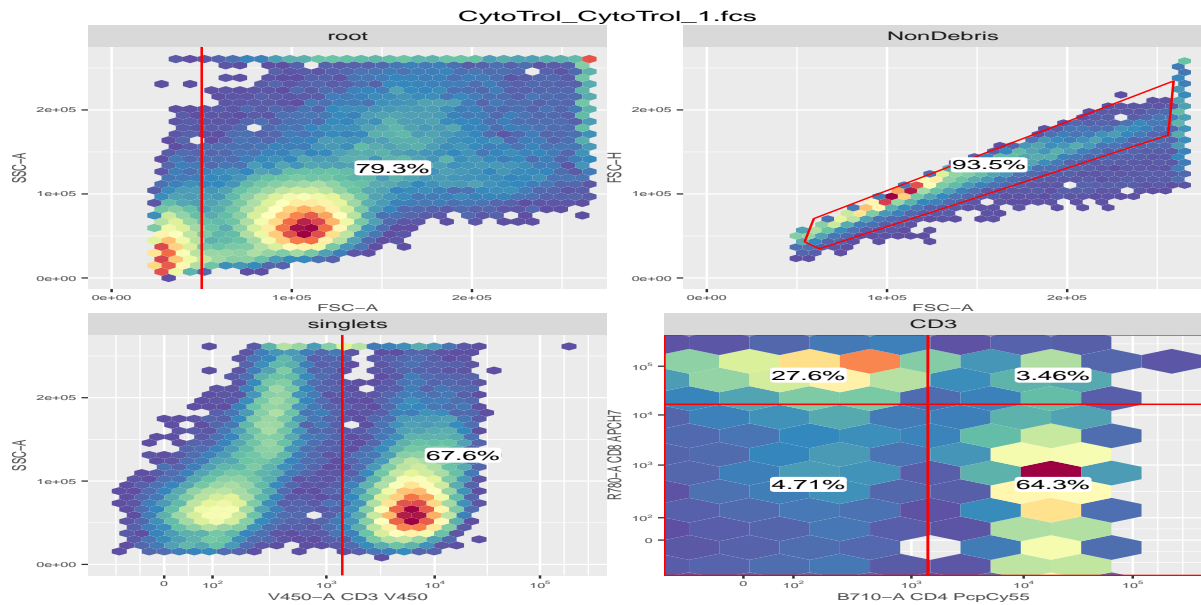 CytoTrol_CytoTrol_1.fcs
root
SSC-A
2e+05
1e+05
0e+00
79.3%
0e+00 1e+05 2e+05
FSC-A
NonDebris
FSC-H
2e+05
1e+05
0e+00
93.5%
0e+00 1e+05 2e+05
FSC-A
singlets
SSC-A
2e+05
1e+05
0e+00
67.6%
0 10² 10³ 10⁴ 10⁵
V450-A CD3 V450
CD3
R780-A CD8 APCH7
10⁵
10⁴
10³
10²
0
27.6% 3.46%
4.71% 64.3%
0 10² 10³ 10⁴ 10⁵
B710-A CD4 PcpCy55